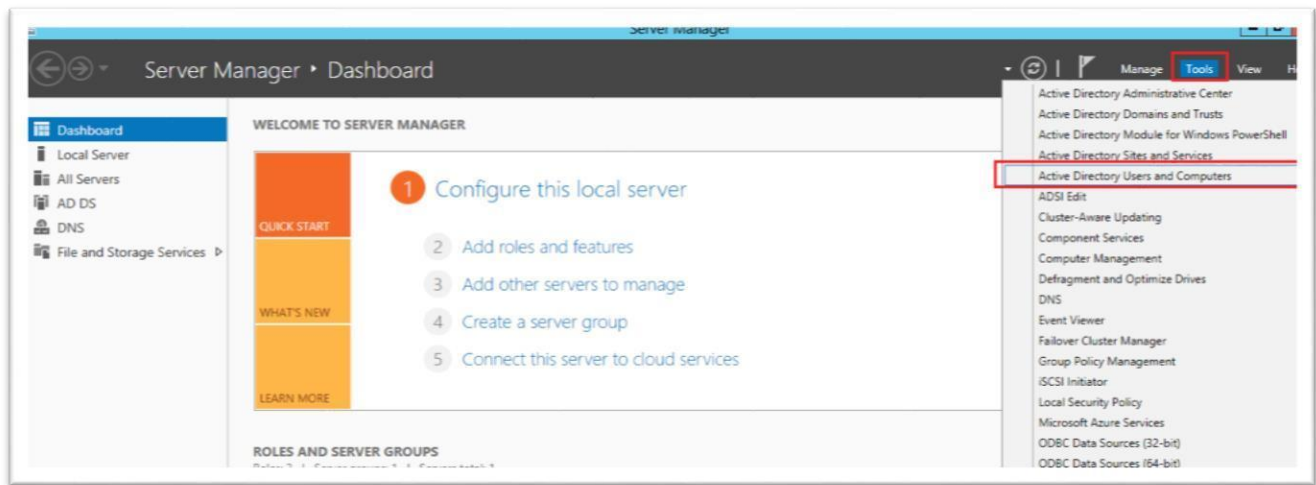 Server Manager
Server Manager • Dashboard
Manage Tools View
Dashboard
Local Server
All Servers
AD DS
DNS
File and Storage Services
WELCOME TO SERVER MANAGER
QUICK START
WHAT'S NEW
LEARN MORE
1 Configure this local server
2 Add roles and features
3 Add other servers to manage
4 Create a server group
5 Connect this server to cloud services
ROLES AND SERVER GROUPS
Active Directory Administrative Center
Active Directory Domains and Trusts
Active Directory Module for Windows PowerShell
Active Directory Sites and Services
Active Directory Users and Computers
ADSI Edit
Cluster-Aware Updating
Component Services
Computer Management
Defragment and Optimize Drives
DNS
Event Viewer
Failover Cluster Manager
Group Policy Management
iSCSI Initiator
Local Security Policy
Microsoft Azure Services
ODBC Data Sources (32-bit)
ODBC Data Sources (64-bit)